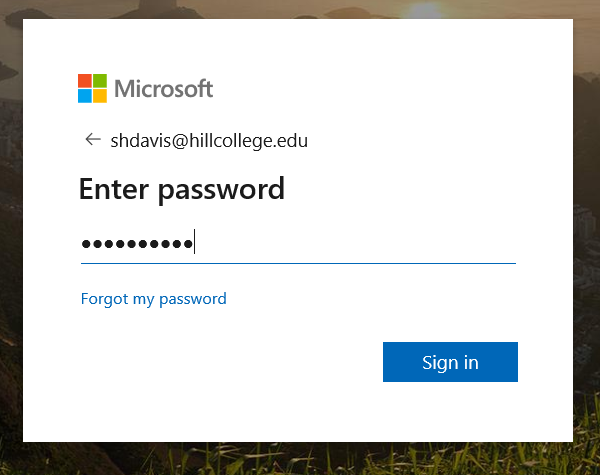 Microsoft
← shdavis@hillcollege.edu
Enter password
●●●●●●●●●●
Forgot my password
Sign in